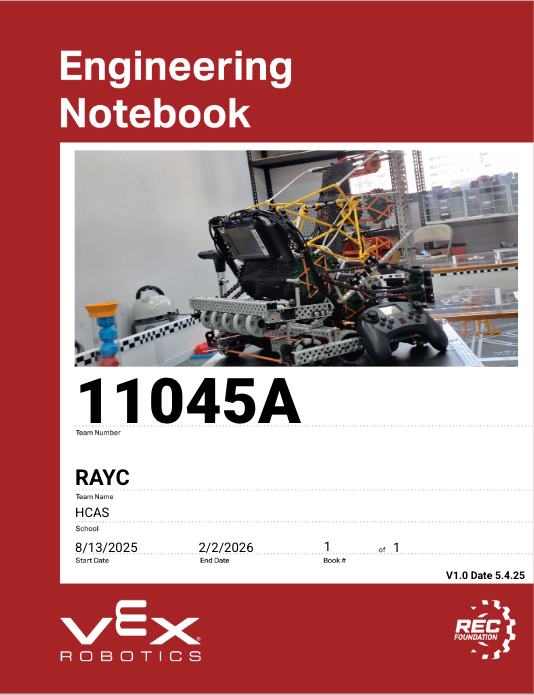 Engineering
Notebook
VEX
11045A
Team Number
RAYC
Team Name
HCAS
School
8/13/2025 2/2/2026 1 of 1
Start Date End Date Book #
V1.0 Date 5.4.25
VEX
ROBOTICS
REC
FOUNDATION